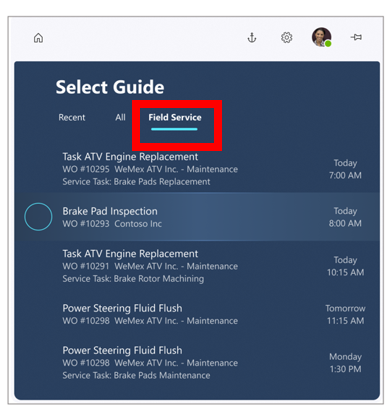 Select Guide
Recent All Field Service
Task ATV Engine Replacement
WO #10295 WeMex ATV Inc. - Maintenance
Service Task: Brake Pads Replacement
Today
7:00 AM
Brake Pad Inspection
WO #10293 Contoso Inc
Today
8:00 AM
Task ATV Engine Replacement
WO #10291 WeMex ATV Inc. - Maintenance
Service Task: Brake Rotor Machining
Today
10:15 AM
Power Steering Fluid Flush
WO #10298 WeMex ATV Inc. - Maintenance
Tomorrow
11:15 AM
Power Steering Fluid Flush
WO #10298 WeMex ATV Inc. - Maintenance
Service Task: Brake Pads Maintenance
Monday
1:30 PM